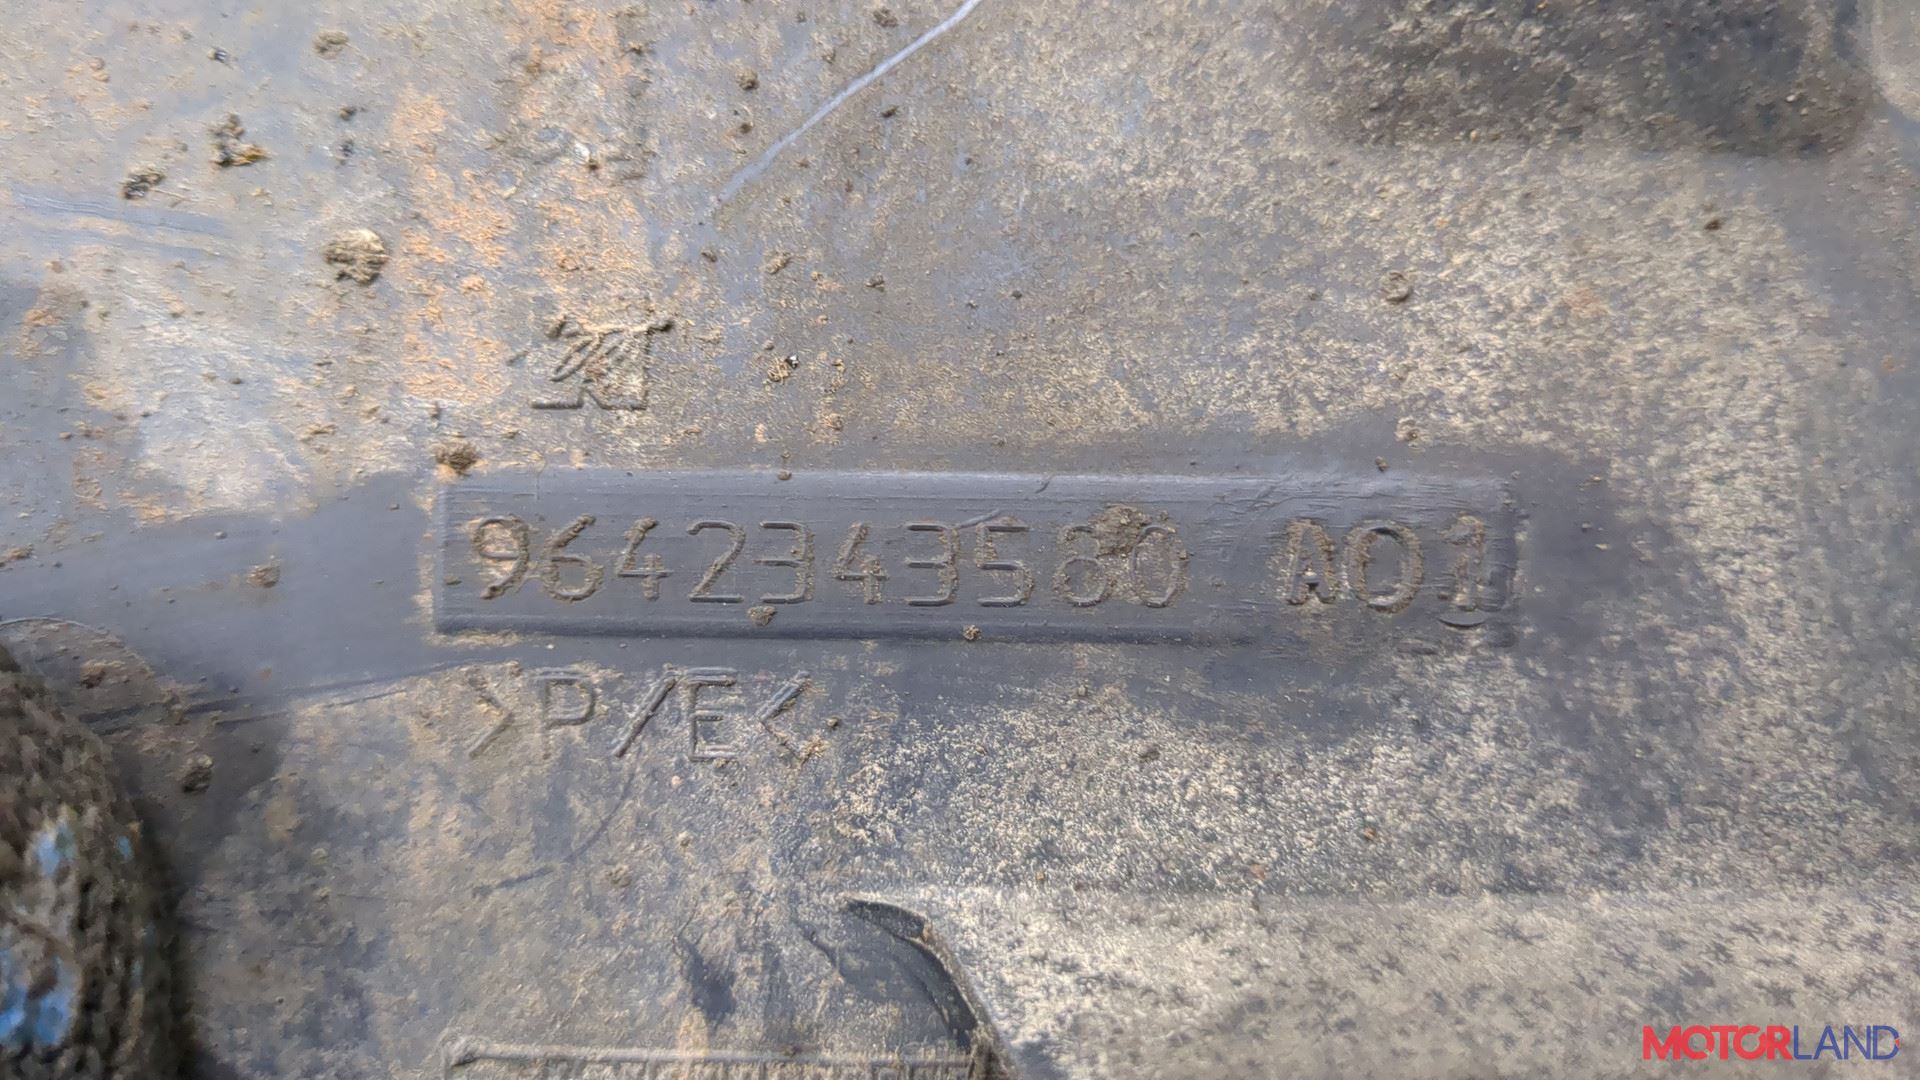 9642343580 A01
>P/E<
MOTORLAND